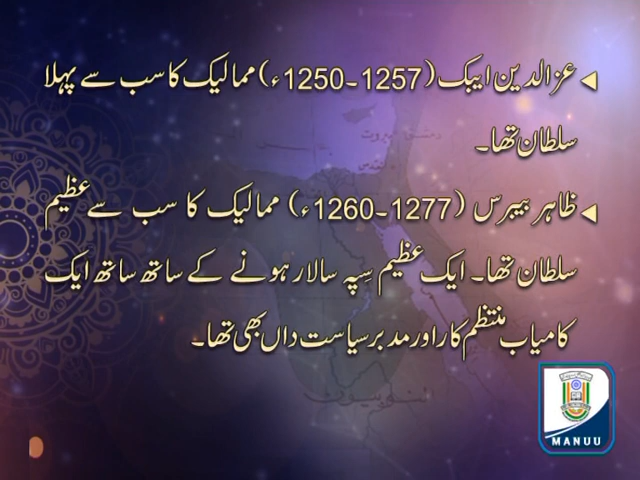 عزالدین ایبک (1257۔1250ء) ممالیک کا سب سے پہلا
سلطان تھا۔
ظاہر بیبرس (1277۔1260ء) ممالیک کا سب سے عظیم
سلطان تھا۔ ایک عظیم سِپہ سالار ہونے کے ساتھ ساتھ ایک
کامیاب منتظم کار اور مدبر سیاست داں بھی تھا۔
MANUU